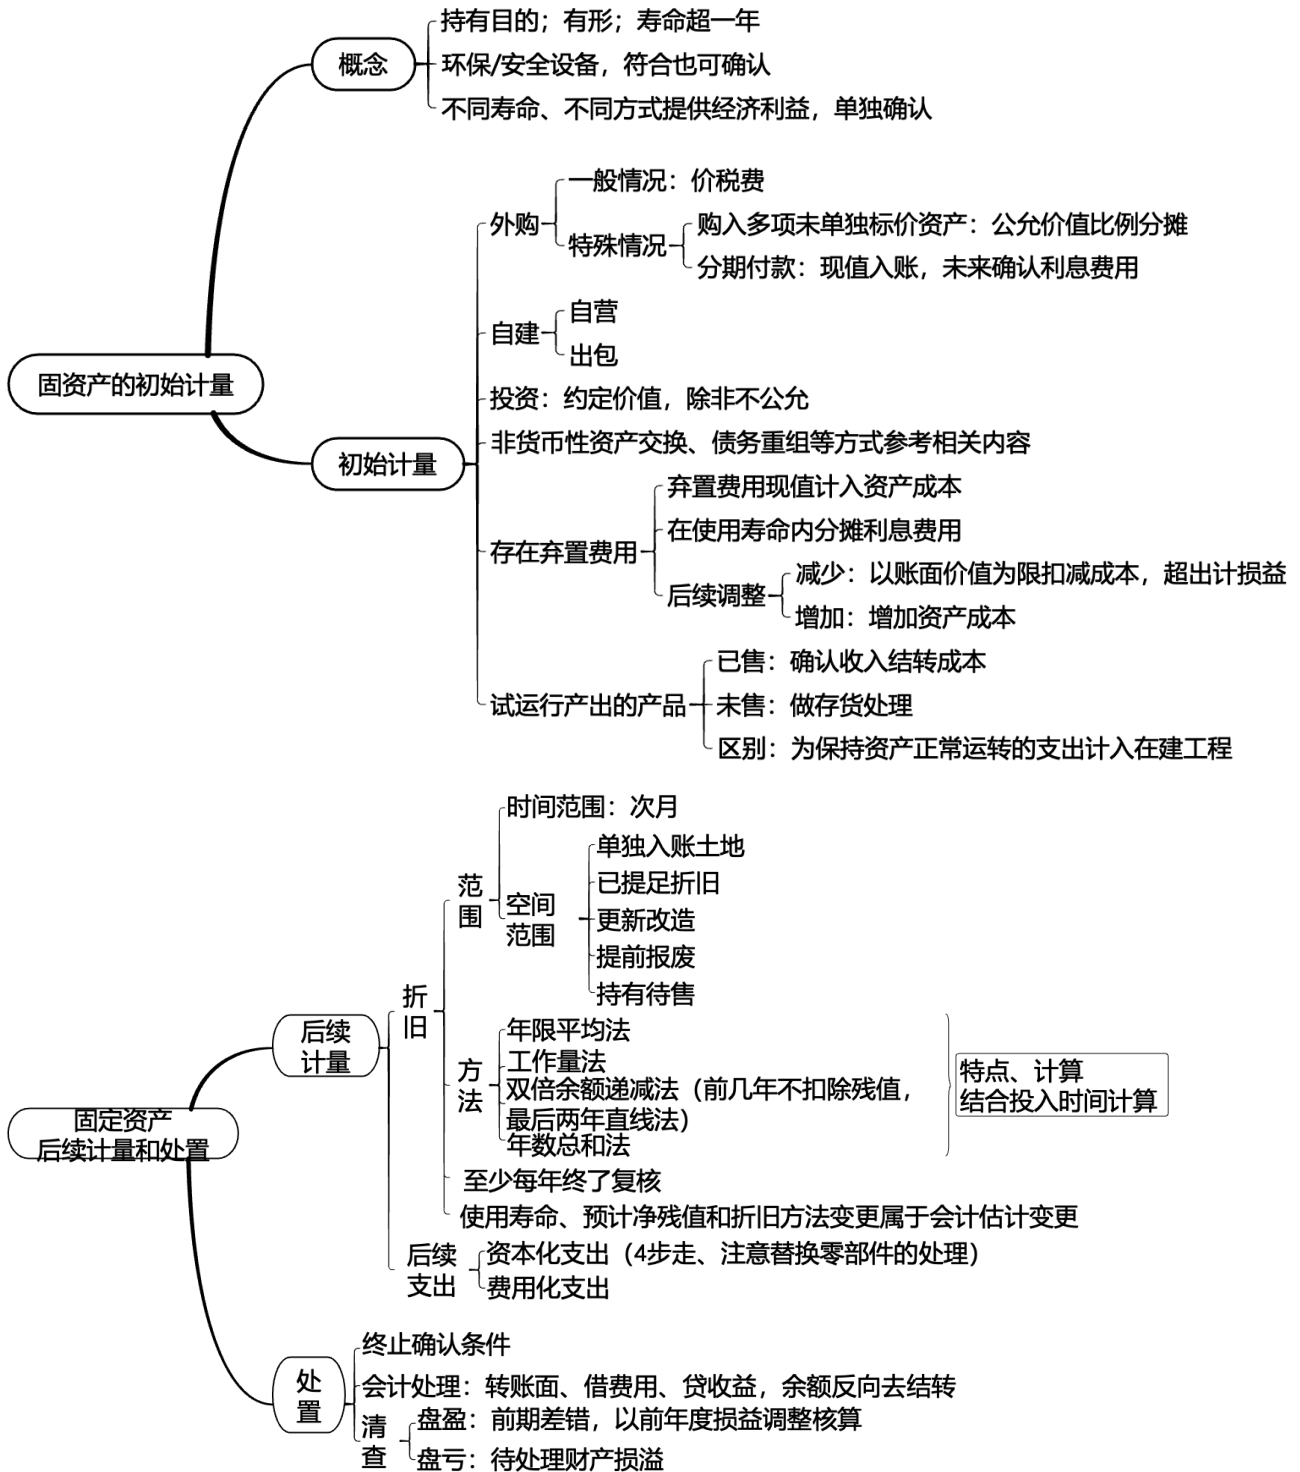 持有目的；有形；寿命超一年
概念
环保/安全设备，符合也可确认
不同寿命、不同方式提供经济利益，单独确认
固资产的初始计量
初始计量
外购
一般情况：价税费
特殊情况
购入多项未单独标价资产：公允价值比例分摊
分期付款：现值入账，未来确认利息费用
自建
自营
出包
投资：约定价值，除非不公允
非货币性资产交换、债务重组等方式参考相关内容
存在弃置费用
弃置费用现值计入资产成本
在使用寿命内分摊利息费用
后续调整
减少：以账面价值为限扣减成本，超出计损益
增加：增加资产成本
试运行产出的产品
已售：确认收入结转成本
未售：做存货处理
区别：为保持资产正常运转的支出计入在建工程
固定资产
后续计量和处置
后续
计量
折
旧
范
围
时间范围：次月
空间
范围
单独入账土地
已提足折旧
更新改造
提前报废
持有待售
方
法
年限平均法
工作量法
双倍余额递减法（前几年不扣除残值，
最后两年直线法）
年数总和法
特点、计算
结合投入时间计算
至少每年终了复核
使用寿命、预计净残值和折旧方法变更属于会计估计变更
后续
支出
资本化支出（4步走、注意替换零部件的处理）
费用化支出
处
置
终止确认条件
会计处理：转账面、借费用、贷收益，余额反向去结转
清
查
盘盈：前期差错，以前年度损益调整核算
盘亏：待处理财产损溢